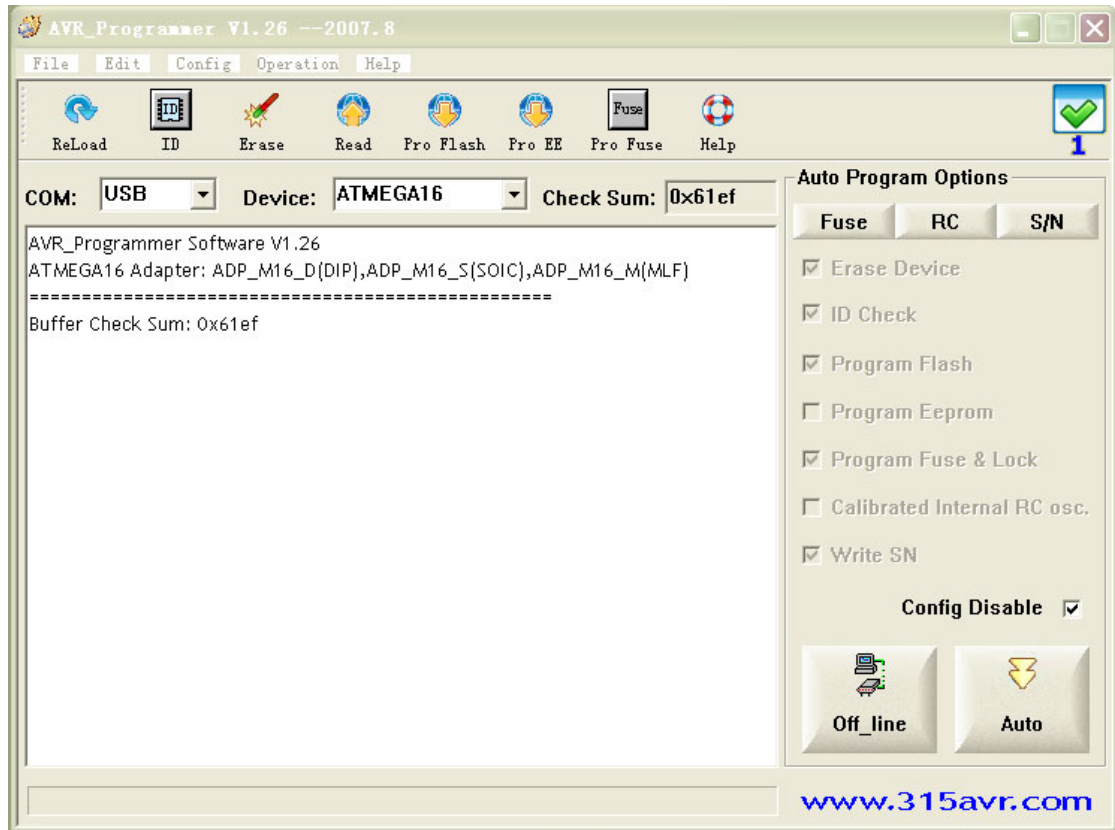 AVR_Programmer V1.26 --2007.8
File Edit Config Operation Help
ID
Fuse
ReLoad ID Erase Read Pro Flash Pro EE Pro Fuse Help
1
COM: USB Device: ATMEGA16 Check Sum: 0x61ef
AVR_Programmer Software V1.26
ATMEGA16 Adapter: ADP_M16_D(DIP),ADP_M16_S(SOIC),ADP_M16_M(MLF)
==================================================
Buffer Check Sum: 0x61ef
Auto Program Options
Fuse RC S/N
Erase Device
ID Check
Program Flash
Program Eeprom
Program Fuse & Lock
Calibrated Internal RC osc.
Write SN
Config Disable
Off_line Auto
www.315avr.com